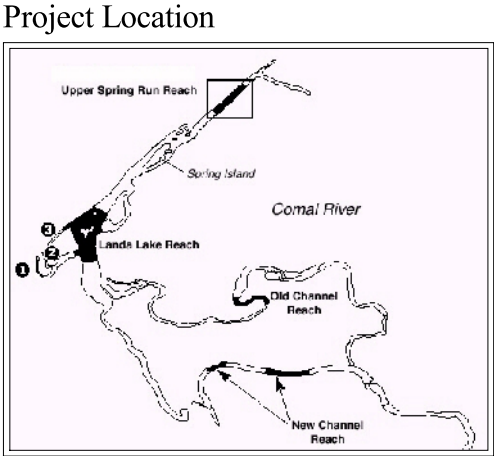 Project Location
Upper Spring Run Reach
Spring Island
Comal River
3
Landa Lake Reach
2
1
Old Channel
Reach
New Channel
Reach